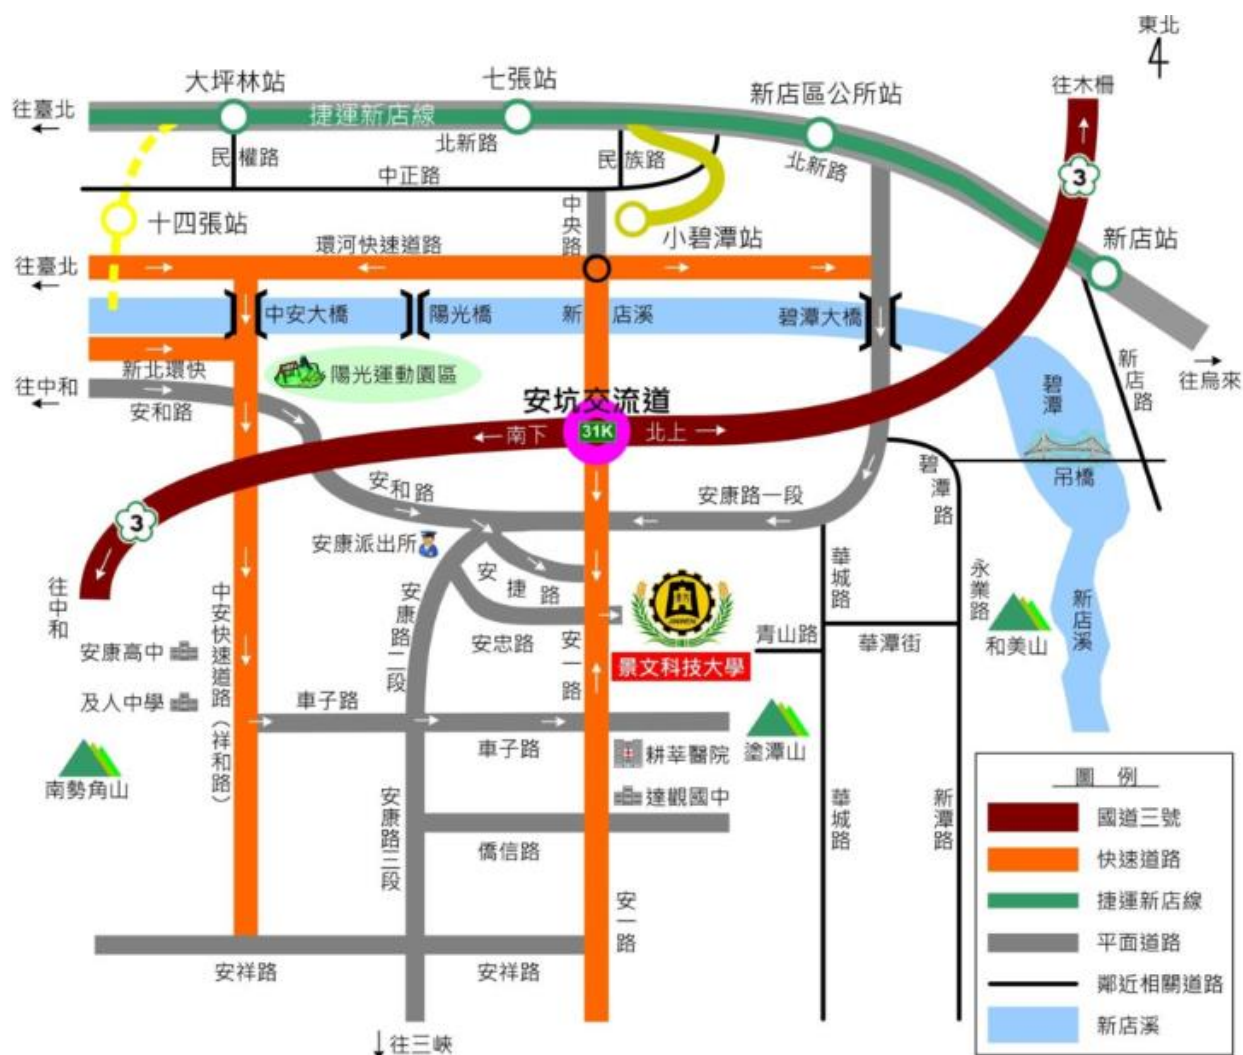 東北
4
往木柵
大坪林站
七張站
新店區公所站
往臺北
捷運新店線
北新路
北新路
民權路
民族路
中正路
3
十四張站
中央路
小碧潭站
新店站
環河快速道路
往臺北
中安大橋
陽光橋
新店溪
碧潭大橋
新北環快
陽光運動園區
往中和
安和路
安坑交流道
南下
31K
北上
碧潭
新店路
往烏來
吊橋
碧潭路
安和路
安康路一段
3
安康派出所
往中和
中安快速道路(祥和路)
安康路二段
安捷路
安忠路
安一路
JINWEN
景文科技大學
華城路
永業路
新店溪
青山路
華潭街
和美山
安康高中
及人中學
車子路
車子路
塗潭山
耕莘醫院
達觀國中
南勢角山
安康路三段
僑信路
華城路
新潭路
安一路
安祥路
安祥路
往三峽
圖例
國道三號
快速道路
捷運新店線
平面道路
鄰近相關道路
新店溪